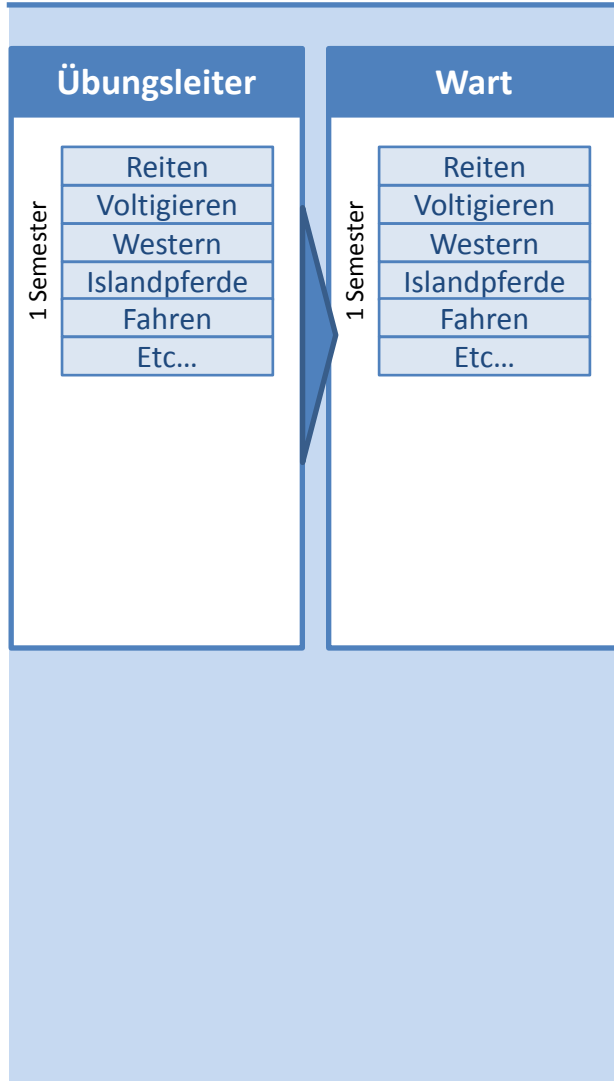 Übungsleiter
1 Semester
Reiten
Voltigieren
Western
Islandpferde
Fahren
Etc...
Wart
1 Semester
Reiten
Voltigieren
Western
Islandpferde
Fahren
Etc...